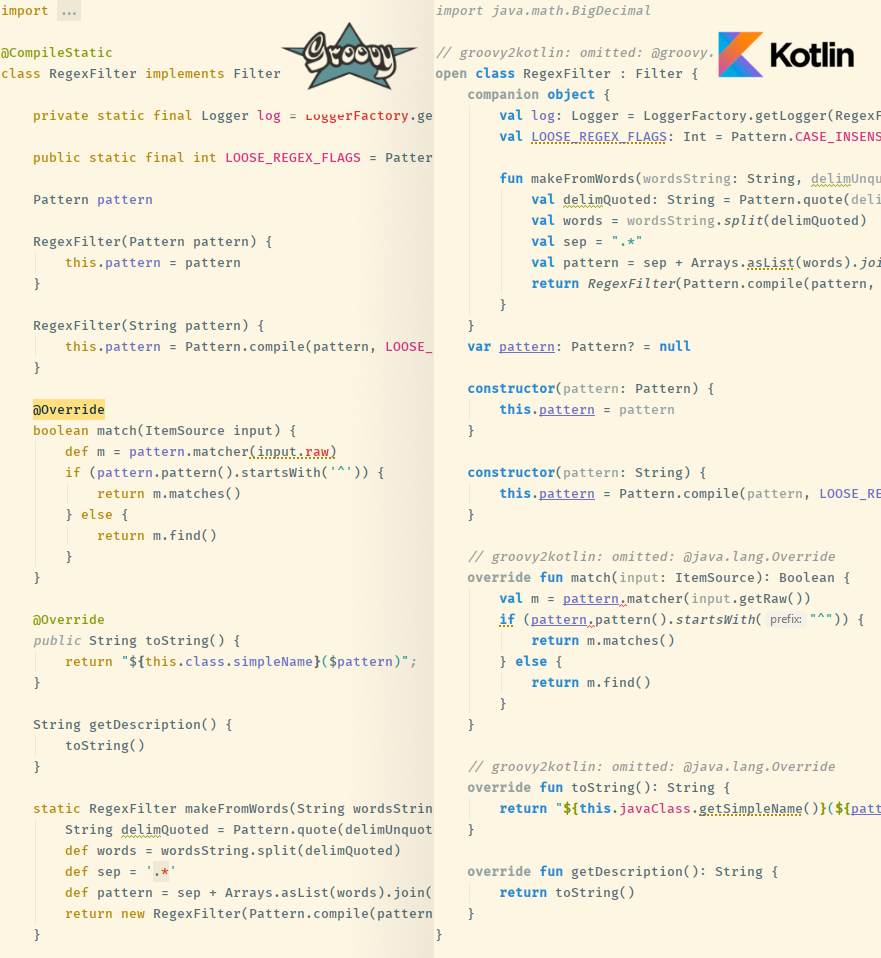 import ...
@CompileStatic
class RegexFilter implements Filter
Groovy
private static final Logger log = LoggerFactory.ge
public static final int LOOSE_REGEX_FLAGS = Patter
Pattern pattern
RegexFilter(Pattern pattern) {
this.pattern = pattern
}
RegexFilter(String pattern) {
this.pattern = Pattern.compile(pattern, LOOSE_
}
@Override
boolean match(ItemSource input) {
def m = pattern.matcher(input.raw)
if (pattern.pattern().startsWith('^')) {
return m.matches()
} else {
return m.find()
}
}
@Override
public String toString() {
return "${this.class.simpleName}($pattern)";
}
String getDescription() {
toString()
}
static RegexFilter makeFromWords(String wordsStrin
String delimQuoted = Pattern.quote(delimUnquot
def words = wordsString.split(delimQuoted)
def sep = '.*'
def pattern = sep + Arrays.asList(words).join(
return new RegexFilter(Pattern.compile(pattern
}
import java.math.BigDecimal
// groovy2kotlin: omitted: @groovy.
Kotlin
open class RegexFilter : Filter {
companion object {
val log: Logger = LoggerFactory.getLogger(RegexF
val LOOSE_REGEX_FLAGS: Int = Pattern.CASE_INSENS
fun makeFromWords(wordsString: String, delimUnqu
val delimQuoted: String = Pattern.quote(deli
val words = wordsString.split(delimQuoted)
val sep = ".*"
val pattern = sep + Arrays.asList(words).joi
return RegexFilter(Pattern.compile(pattern,
}
}
var pattern: Pattern? = null
constructor(pattern: Pattern) {
this.pattern = pattern
}
constructor(pattern: String) {
this.pattern = Pattern.compile(pattern, LOOSE_RE
}
// groovy2kotlin: omitted: @java.lang.Override
override fun match(input: ItemSource): Boolean {
val m = pattern.matcher(input.getRaw())
if (pattern.pattern().startsWith( prefix: "^")) {
return m.matches()
} else {
return m.find()
}
}
// groovy2kotlin: omitted: @java.lang.Override
override fun toString(): String {
return "${this.javaClass.getSimpleName()}(${patt
}
override fun getDescription(): String {
return toString()
}
}